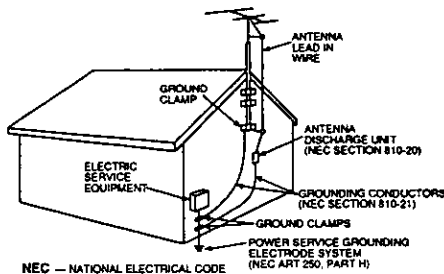 ANTENNA
LEAD IN
WIRE
GROUND
CLAMP
ANTENNA
DISCHARGE UNIT
(NEC SECTION 810-20)
ELECTRIC
SERVICE
EQUIPMENT
GROUNDING CONDUCTORS
(NEC SECTION 810-21)
GROUND CLAMPS
POWER SERVICE GROUNDING
ELECTRODE SYSTEM
(NEC ART 250, PART H)
NEC — NATIONAL ELECTRICAL CODE